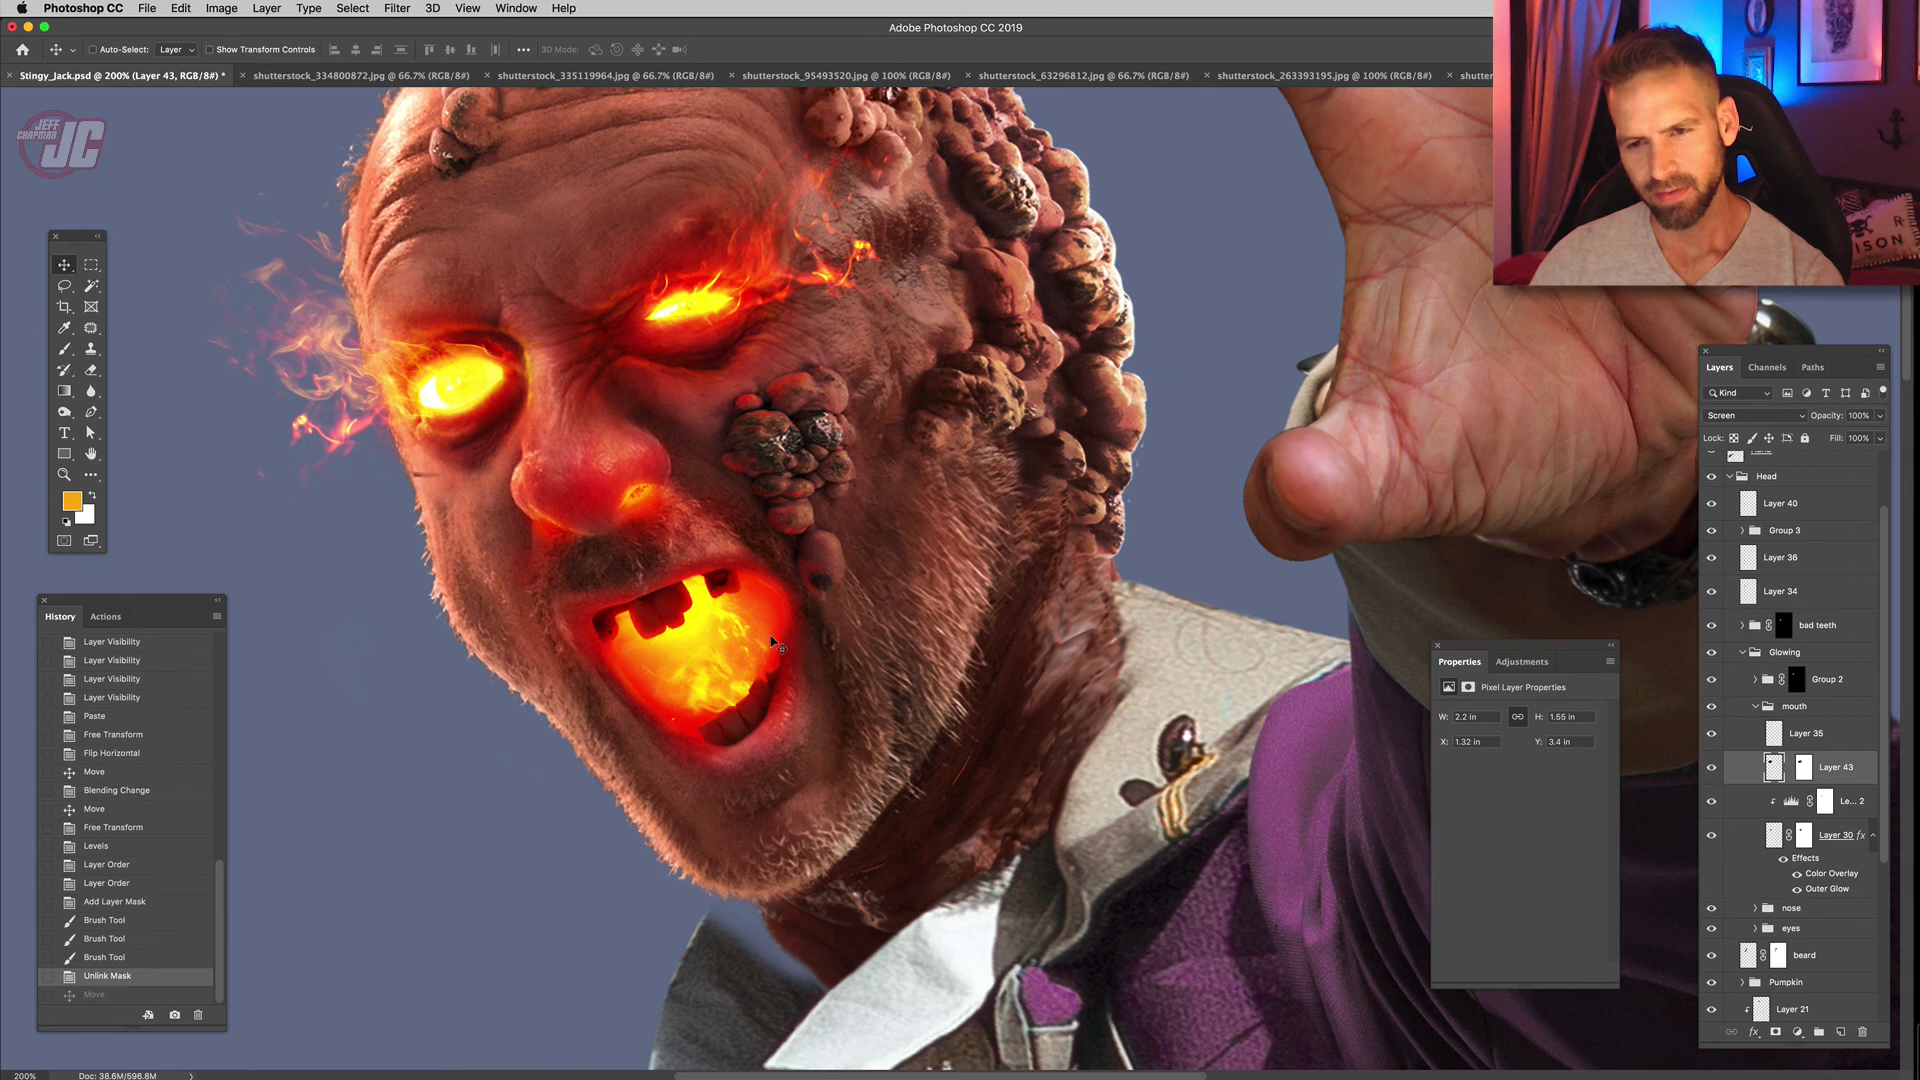 Photoshop CC File Edit Image Layer Type Select Filter 3D View Window Help
Adobe Photoshop CC 2019
Auto-Select: Layer Show Transform Controls 3D Mode:
Stingy_Jack.psd @ 200% (Layer 43, RGB/8#) * shutterstock_334800872.jpg @ 66.7% (RGB/8#) shutterstock_335119964.jpg @ 66.7% (RGB/8#) shutterstock_95493520.jpg @ 100% (RGB/8#) shutterstock_63296812.jpg @ 66.7% (RGB/8#) shutterstock_263393195.jpg @ 100% (RGB/8#)
JEFF
CHAPMAN
JC
History Actions
Layer Visibility
Layer Visibility
Layer Visibility
Layer Visibility
Paste
Free Transform
Flip Horizontal
Move
Blending Change
Move
Free Transform
Levels
Layer Order
Layer Order
Add Layer Mask
Brush Tool
Brush Tool
Brush Tool
Unlink Mask
Move
Properties Adjustments
Pixel Layer Properties
W: 2.2 in H: 1.55 in
X: 1.32 in Y: 3.4 in
Layers Channels Paths
Kind
Screen Opacity: 100%
Lock: Fill: 100%
Head
Layer 40
Group 3
Layer 36
Layer 34
bad teeth
Glowing
Group 2
mouth
Layer 35
Layer 43
Le... 2
Layer 30 fx
Effects
Color Overlay
Outer Glow
nose
eyes
beard
Pumpkin
Layer 21
fx
200% Doc: 38.6M/596.8M